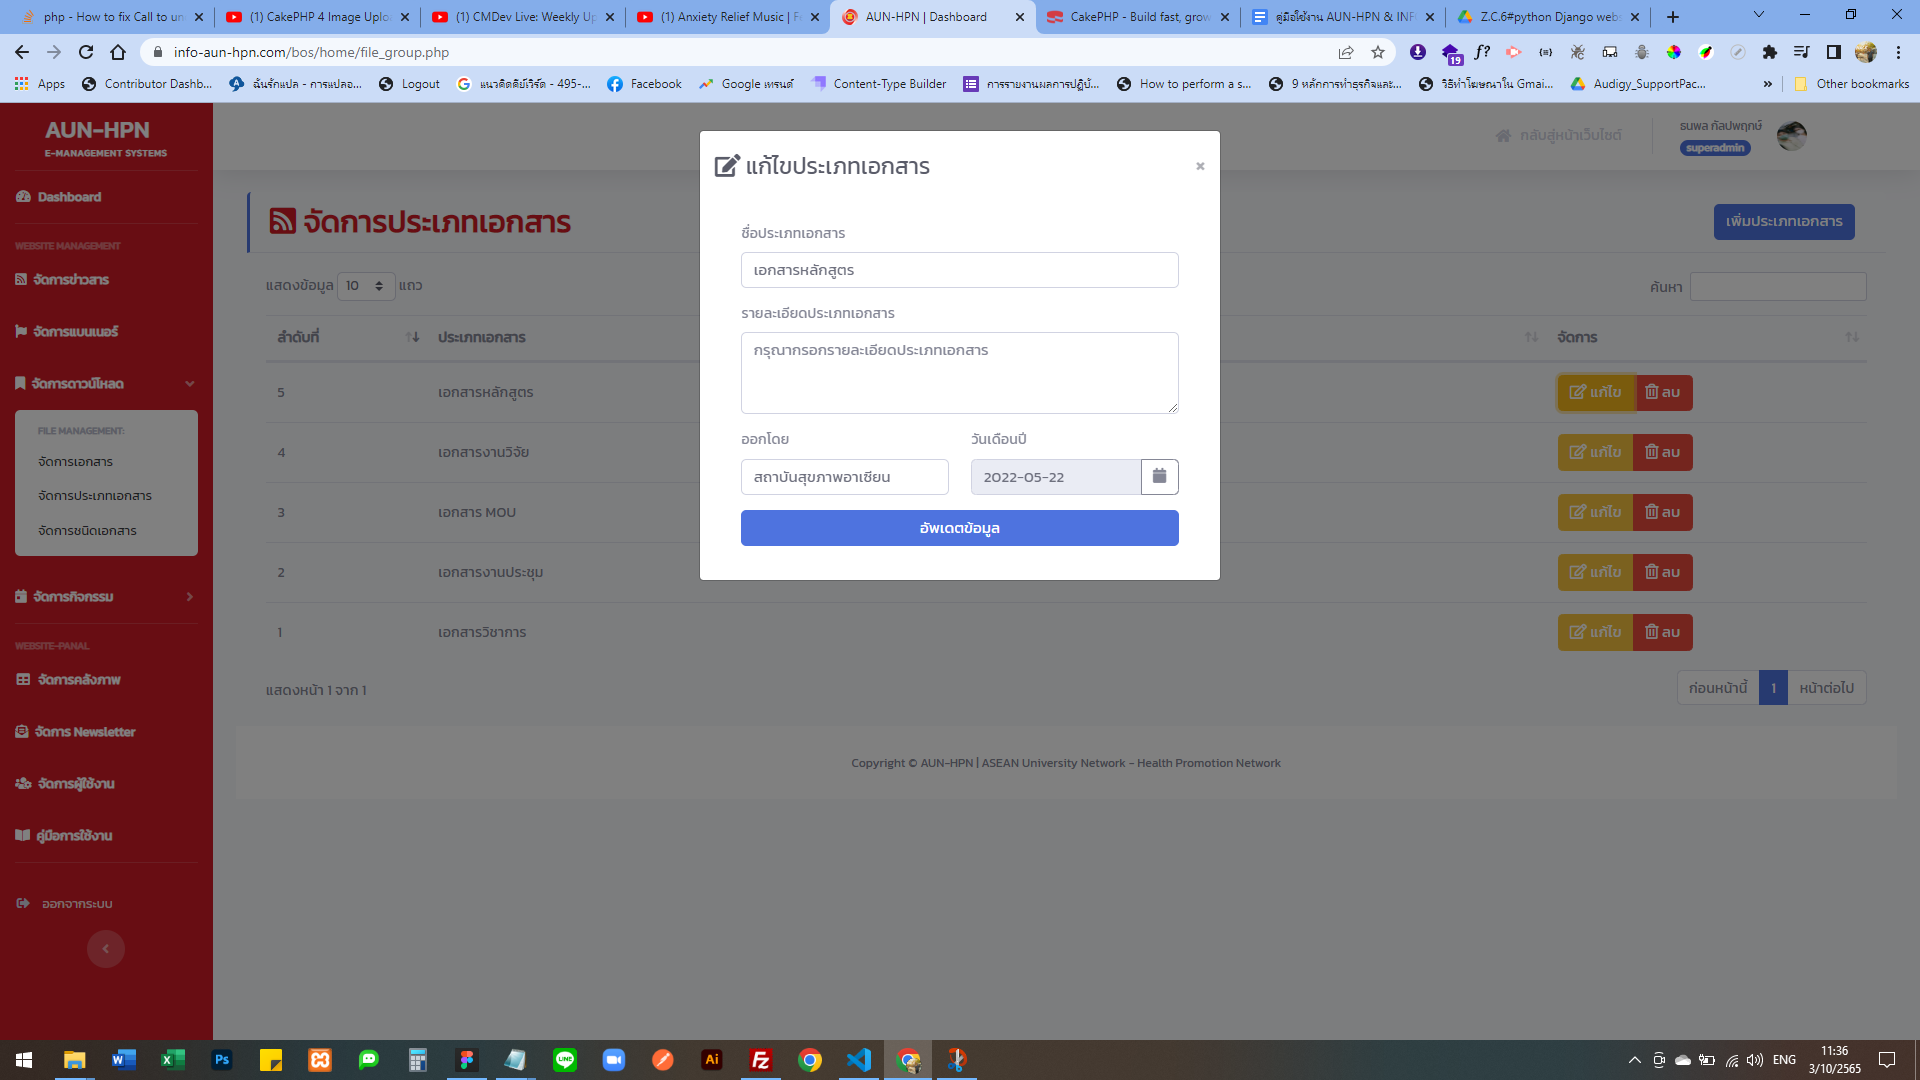 php - How to fix Call to un
(1) CakePHP 4 Image Uplo
(1) CMDev Live: Weekly Up
(1) Anxiety Relief Music | F
AUN-HPN | Dashboard
CakePHP - Build fast, grow
คู่มือใช้งาน AUN-HPN & INF
Z.C.6#python Django web
info-aun-hpn.com/bos/home/file_group.php
19
Apps
Contributor Dashb...
ฉันรักแปล - การแปลอ...
Logout
แนวคิดคีย์เวิร์ด - 495-...
Facebook
Google เทรนด์
Content-Type Builder
การรายงานผลการปฏิบั...
How to perform a s...
9 หลักการทำธุรกิจและ...
วิธีทำโฆษณาใน Gmai...
Audigy_SupportPac...
Other bookmarks
AUN-HPN
E-MANAGEMENT SYSTEMS
Dashboard
WEBSITE MANAGEMENT
จัดการข่าวสาร
จัดการแบนเนอร์
จัดการดาวน์โหลด
FILE MANAGEMENT:
จัดการเอกสาร
จัดการประเภทเอกสาร
จัดการชนิดเอกสาร
จัดการกิจกรรม
WEBSITE-PANAL
จัดการคลังภาพ
จัดการ Newsletter
จัดการผู้ใช้งาน
คู่มือการใช้งาน
ออกจากระบบ
กลับสู่หน้าเว็บไซต์
ธนพล กัลปพฤกษ์
superadmin
จัดการประเภทเอกสาร
เพิ่มประเภทเอกสาร
แสดงข้อมูล 10 แถว
ค้นหา
ลำดับที่ ประเภทเอกสาร จัดการ
5 เอกสารหลักสูตร แก้ไข ลบ
4 เอกสารงานวิจัย แก้ไข ลบ
3 เอกสาร MOU แก้ไข ลบ
2 เอกสารงานประชุม แก้ไข ลบ
1 เอกสารวิชาการ แก้ไข ลบ
แสดงหน้า 1 จาก 1
ก่อนหน้านี้ 1 หน้าต่อไป
Copyright © AUN-HPN | ASEAN University Network - Health Promotion Network
แก้ไขประเภทเอกสาร
×
ชื่อประเภทเอกสาร
เอกสารหลักสูตร
รายละเอียดประเภทเอกสาร
กรุณากรอกรายละเอียดประเภทเอกสาร
ออกโดย วันเดือนปี
สถาบันสุขภาพอาเซียน 2022-05-22
อัพเดตข้อมูล
ENG
11:36
3/10/2565